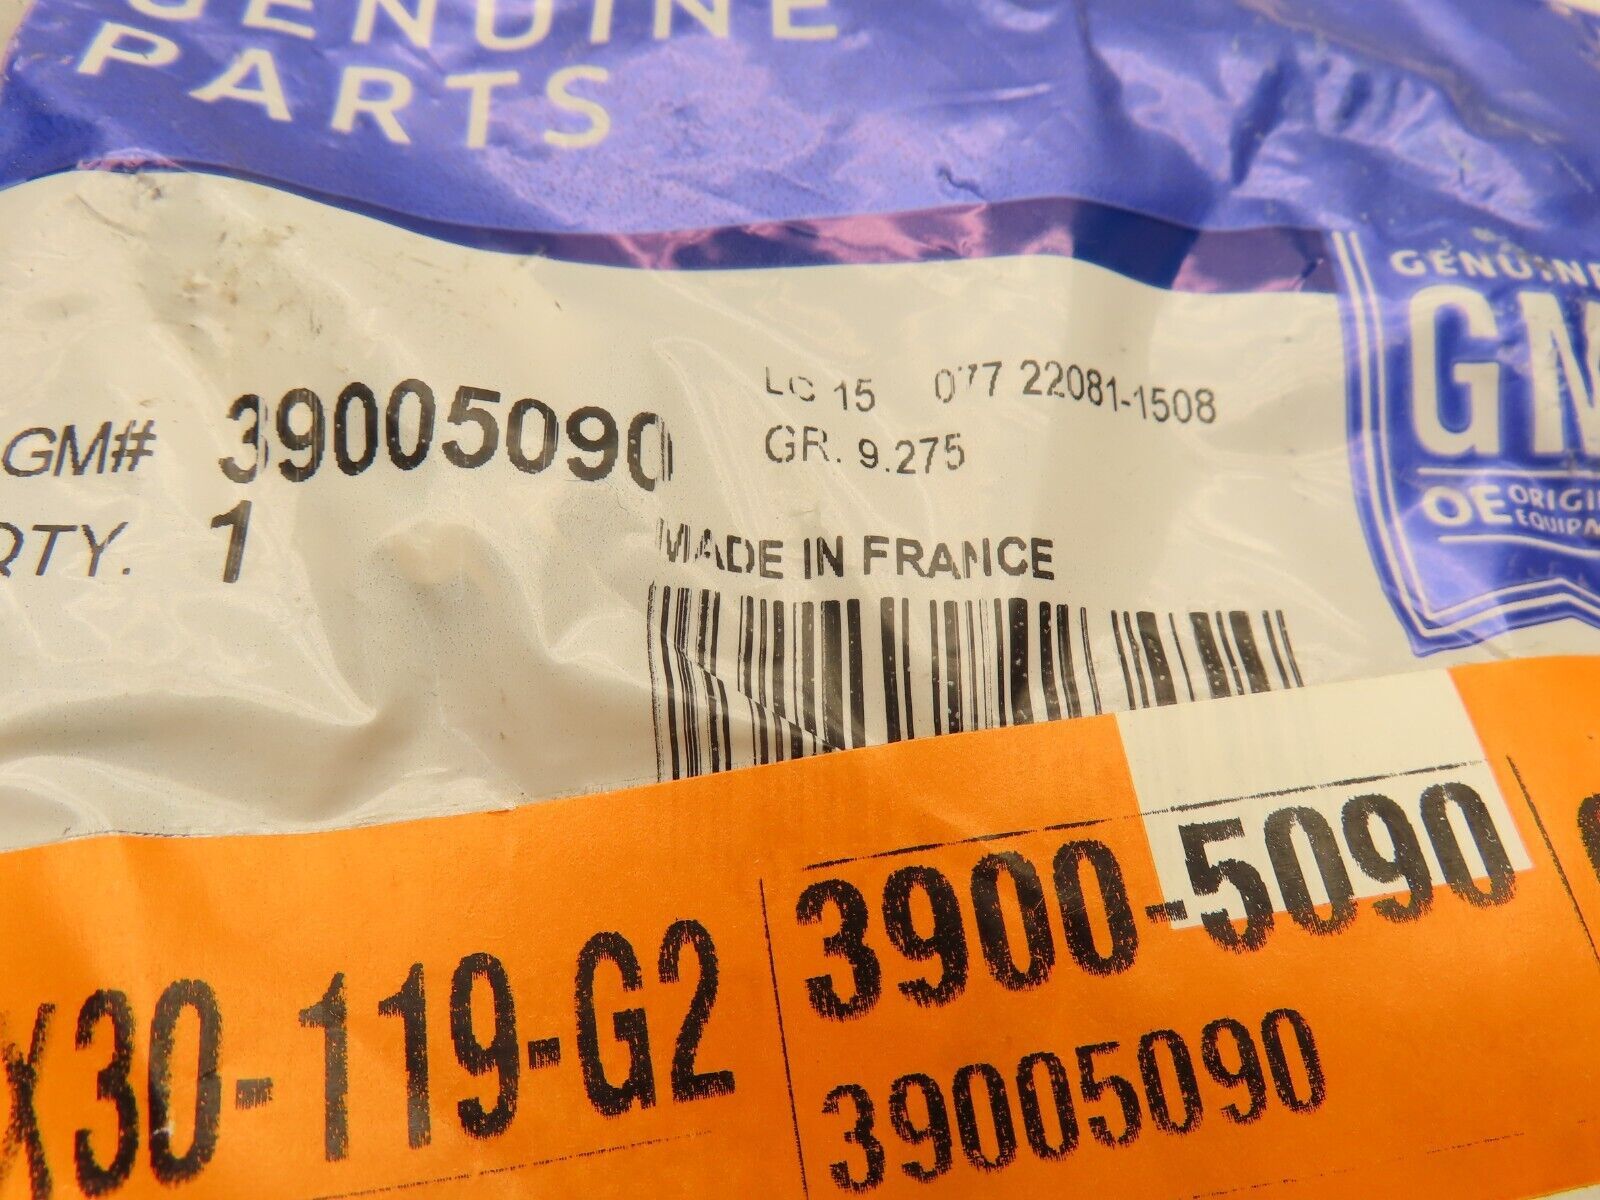 GENUINE
PARTS
GENUINE
GM
OE
GM# 39005090
LC 15 077 22081-1508
GR. 9.275
QTY. 1
MADE IN FRANCE
X30-119-G2
3900-5090
39005090